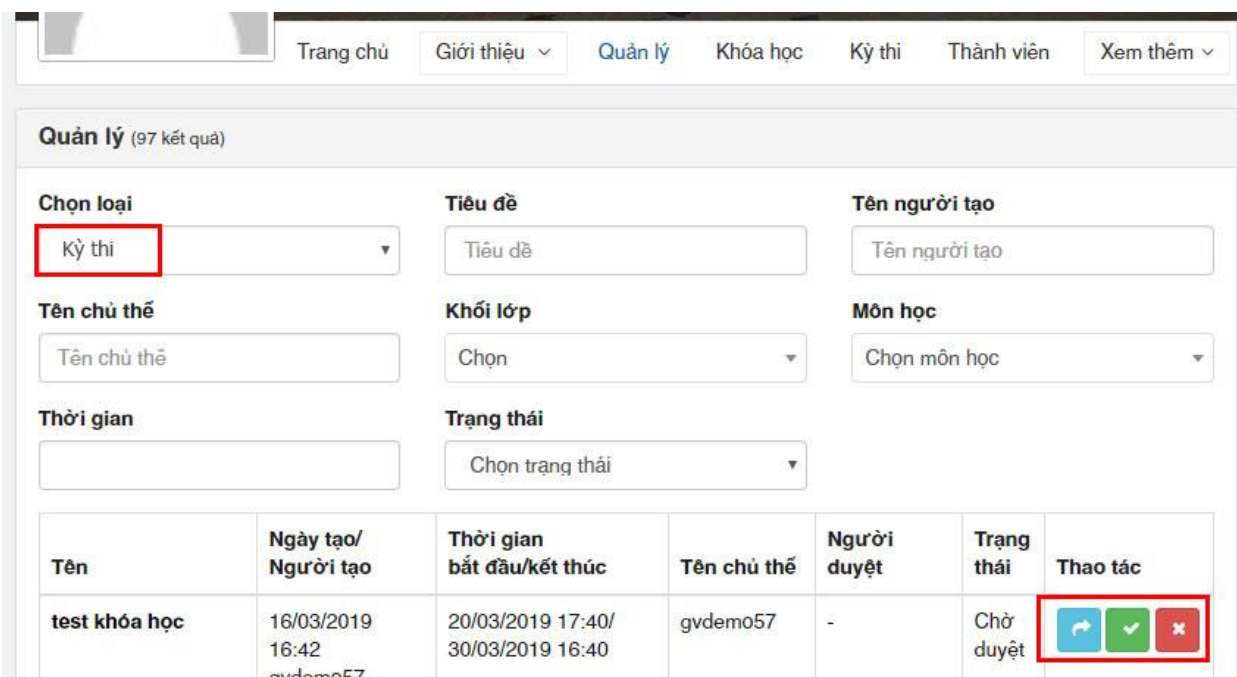 Trang chủ Giới thiệu Quản lý Khóa học Kỳ thi Thành viên Xem thêm
Quản lý (97 kết quả)
Chọn loại Tiêu đề Tên người tạo
Kỳ thi Tiêu đề Tên người tạo
Tên chủ thể Khối lớp Môn học
Tên chủ thể Chọn Chọn môn học
Thời gian Trạng thái
Chọn trạng thái
Ngày tạo/ Thời gian Người Trạng
Tên Người tạo bắt đầu/kết thúc Tên chủ thể duyệt thái Thao tác
test khóa học 16/03/2019 20/03/2019 17:40/ gvdemo57 - Chờ
16:42 30/03/2019 16:40 duyệt
gvdemo57